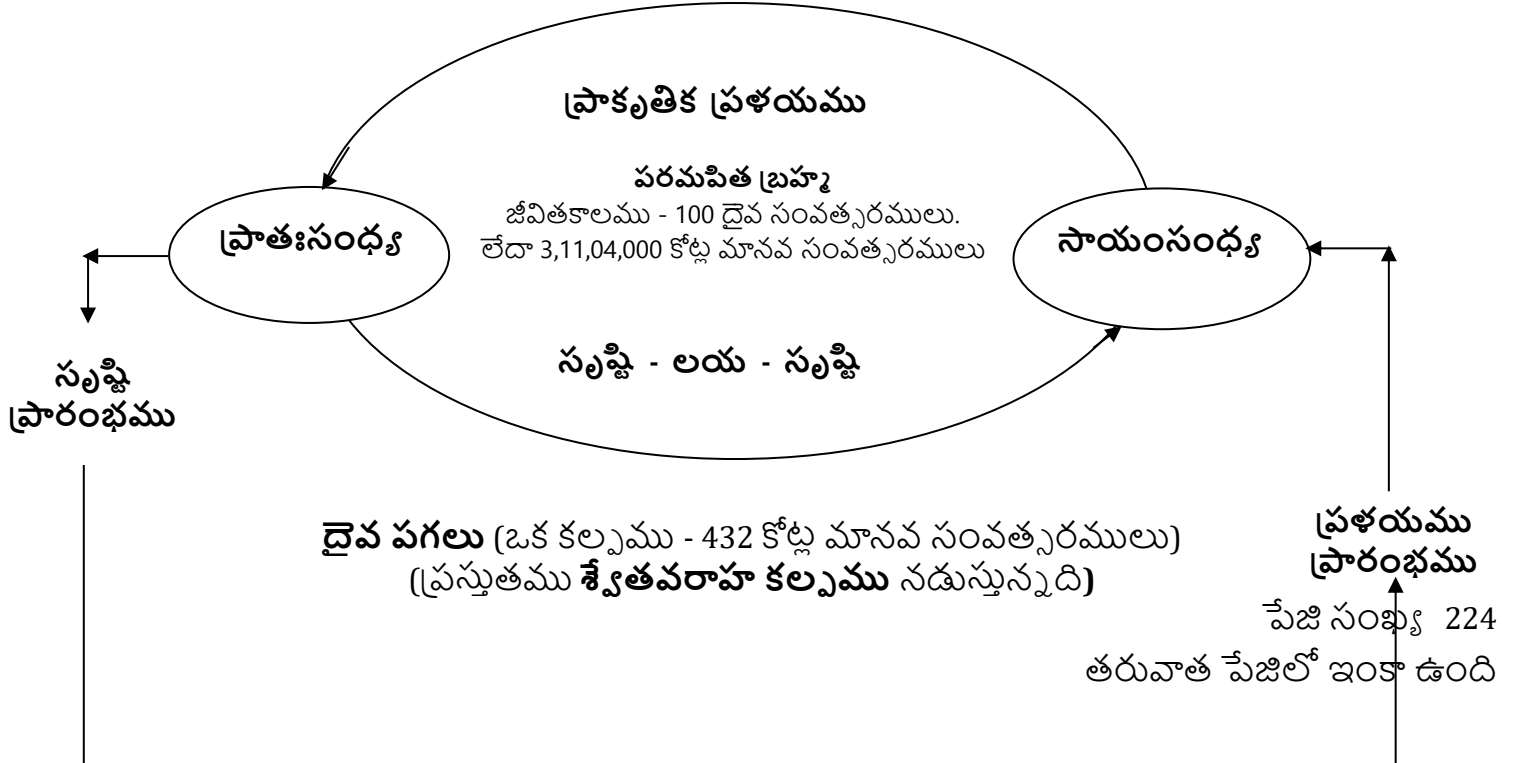 ప్రాకృతిక ప్రళయము
పరమపిత బ్రహ్మ
జీవితకాలము - 100 దైవ సంవత్సరములు.
లేదా 3,11,04,000 కోట్ల మానవ సంవత్సరములు
ప్రాతఃసంధ్య
సాయంసంధ్య
సృష్టి - లయ - సృష్టి
సృష్టి
ప్రారంభము
దైవ పగలు (ఒక కల్పము - 432 కోట్ల మానవ సంవత్సరములు)
(ప్రస్తుతము శ్వేతవరాహ కల్పము నడుస్తున్నది)
ప్రళయము
ప్రారంభము
పేజి సంఖ్య 224
తరువాత పేజిలో ఇంకా ఉంది